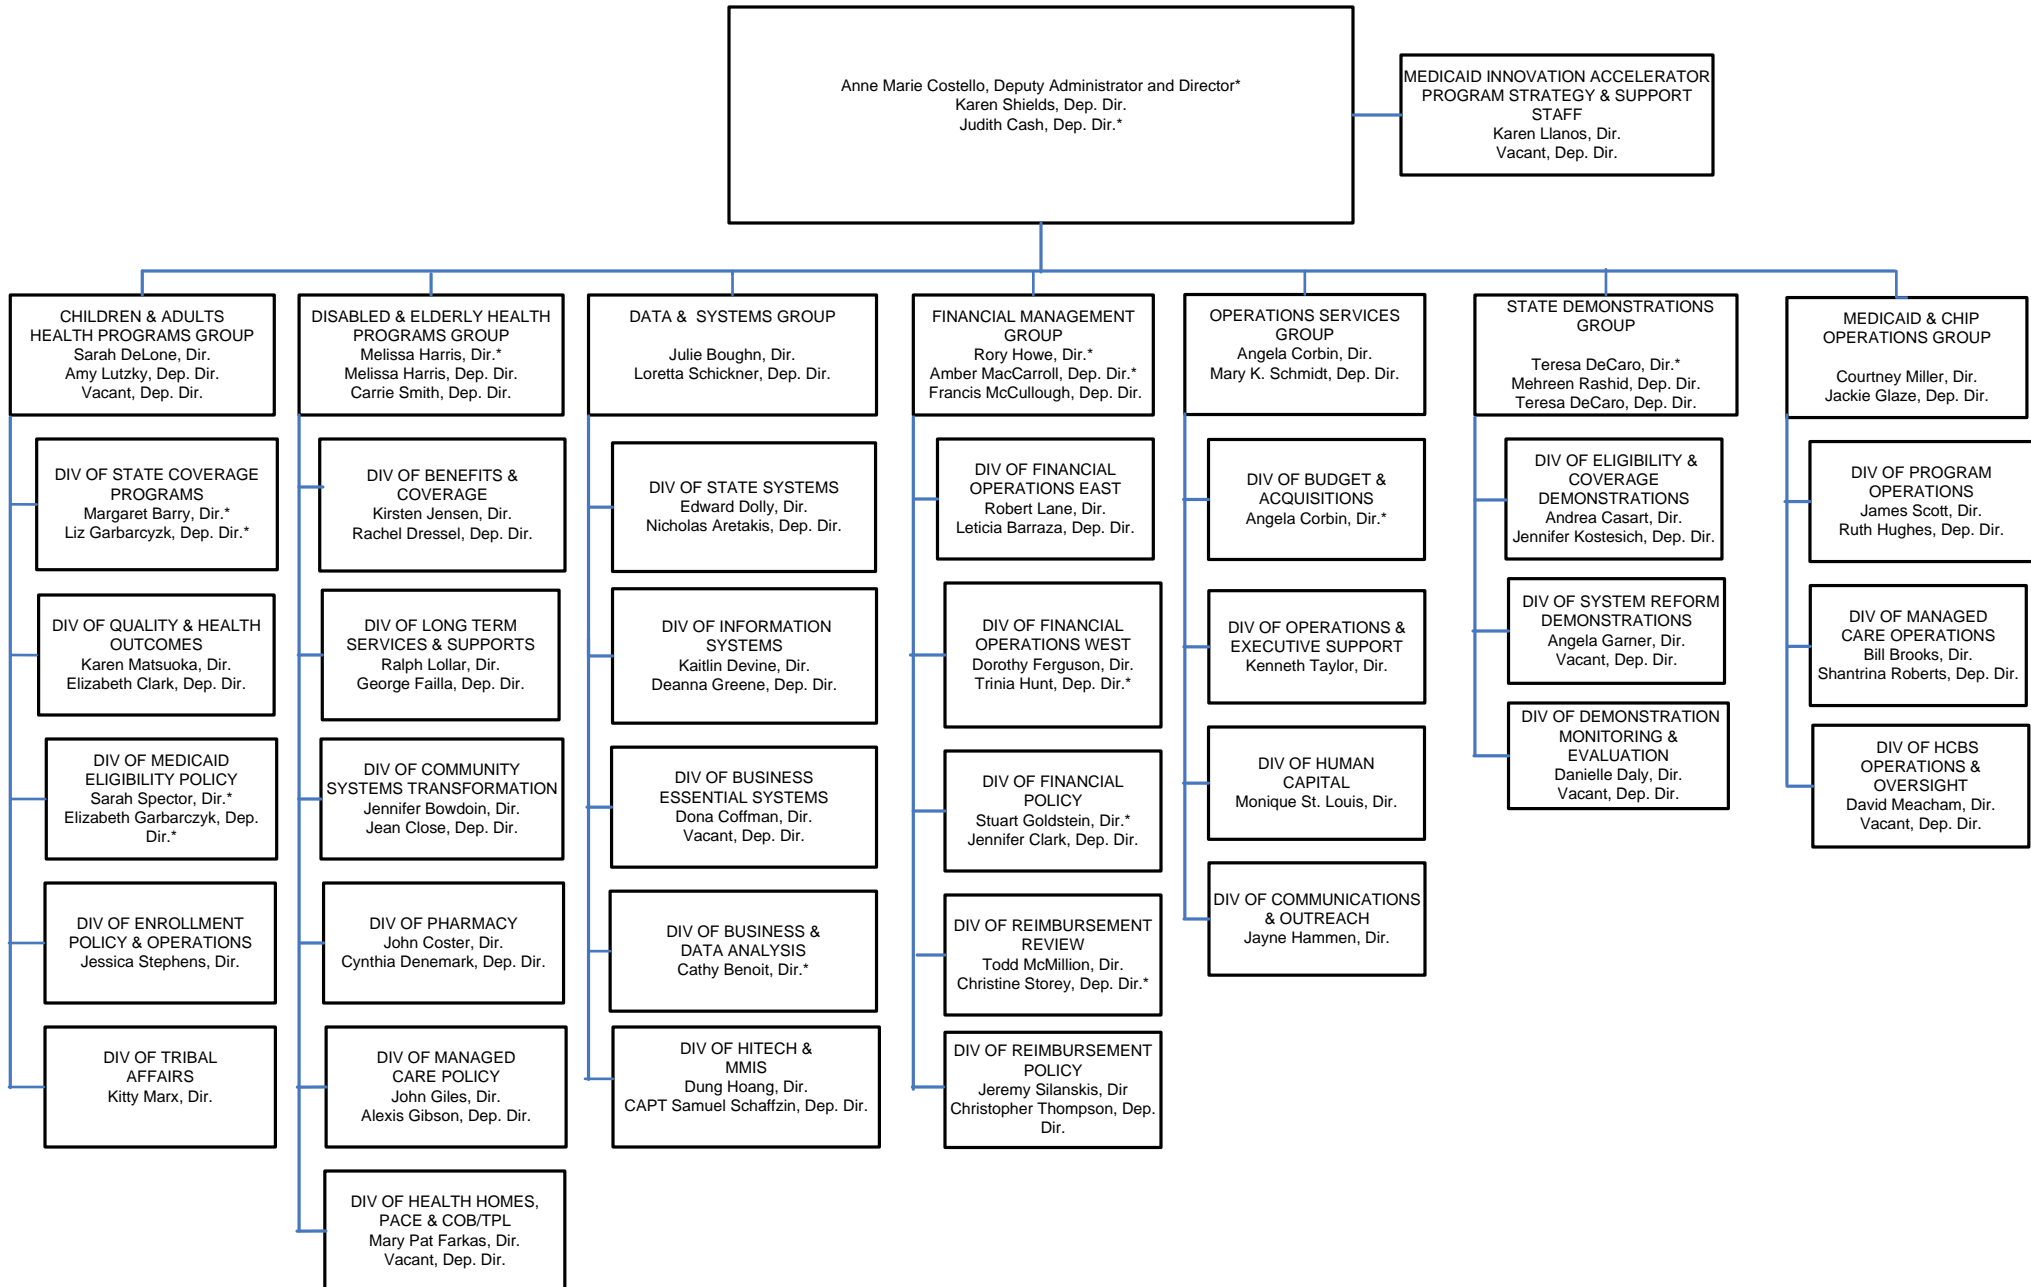 Anne Marie Costello, Deputy Administrator and Director*
Karen Shields, Dep. Dir.
Judith Cash, Dep. Dir.*
MEDICAID INNOVATION ACCELERATOR
PROGRAM STRATEGY & SUPPORT
STAFF
Karen Llanos, Dir.
Vacant, Dep. Dir.
CHILDREN & ADULTS
HEALTH PROGRAMS GROUP
Sarah DeLone, Dir.
Amy Lutzky, Dep. Dir.
Vacant, Dep. Dir.
DIV OF STATE COVERAGE
PROGRAMS
Margaret Barry, Dir.*
Liz Garbarcyzk, Dep. Dir.*
DIV OF QUALITY & HEALTH
OUTCOMES
Karen Matsuoka, Dir.
Elizabeth Clark, Dep. Dir.
DIV OF MEDICAID
ELIGIBILITY POLICY
Sarah Spector, Dir.*
Elizabeth Garbarczyk, Dep.
Dir.*
DIV OF ENROLLMENT
POLICY & OPERATIONS
Jessica Stephens, Dir.
DIV OF TRIBAL
AFFAIRS
Kitty Marx, Dir.
DISABLED & ELDERLY HEALTH
PROGRAMS GROUP
Melissa Harris, Dir.*
Melissa Harris, Dep. Dir.
Carrie Smith, Dep. Dir.
DIV OF BENEFITS &
COVERAGE
Kirsten Jensen, Dir.
Rachel Dressel, Dep. Dir.
DIV OF LONG TERM
SERVICES & SUPPORTS
Ralph Lollar, Dir.
George Failla, Dep. Dir.
DIV OF COMMUNITY
SYSTEMS TRANSFORMATION
Jennifer Bowdoin, Dir.
Jean Close, Dep. Dir.
DIV OF PHARMACY
John Coster, Dir.
Cynthia Denemark, Dep. Dir.
DIV OF MANAGED
CARE POLICY
John Giles, Dir.
Alexis Gibson, Dep. Dir.
DIV OF HEALTH HOMES,
PACE & COB/TPL
Mary Pat Farkas, Dir.
Vacant, Dep. Dir.
DATA & SYSTEMS GROUP
Julie Boughn, Dir.
Loretta Schickner, Dep. Dir.
DIV OF STATE SYSTEMS
Edward Dolly, Dir.
Nicholas Aretakis, Dep. Dir.
DIV OF INFORMATION
SYSTEMS
Kaitlin Devine, Dir.
Deanna Greene, Dep. Dir.
DIV OF BUSINESS
ESSENTIAL SYSTEMS
Dona Coffman, Dir.
Vacant, Dep. Dir.
DIV OF BUSINESS &
DATA ANALYSIS
Cathy Benoit, Dir.*
DIV OF HITECH &
MMIS
Dung Hoang, Dir.
CAPT Samuel Schaffzin, Dep. Dir.
FINANCIAL MANAGEMENT
GROUP
Rory Howe, Dir.*
Amber MacCarroll, Dep. Dir.*
Francis McCullough, Dep. Dir.
DIV OF FINANCIAL
OPERATIONS EAST
Robert Lane, Dir.
Leticia Barraza, Dep. Dir.
DIV OF FINANCIAL
OPERATIONS WEST
Dorothy Ferguson, Dir.
Trinia Hunt, Dep. Dir.*
DIV OF FINANCIAL
POLICY
Stuart Goldstein, Dir.*
Jennifer Clark, Dep. Dir.
DIV OF REIMBURSEMENT
REVIEW
Todd McMillion, Dir.
Christine Storey, Dep. Dir.*
DIV OF REIMBURSEMENT
POLICY
Jeremy Silanskis, Dir
Christopher Thompson, Dep.
Dir.
OPERATIONS SERVICES
GROUP
Angela Corbin, Dir.
Mary K. Schmidt, Dep. Dir.
DIV OF BUDGET &
ACQUISITIONS
Angela Corbin, Dir.*
DIV OF OPERATIONS &
EXECUTIVE SUPPORT
Kenneth Taylor, Dir.
DIV OF HUMAN
CAPITAL
Monique St. Louis, Dir.
DIV OF COMMUNICATIONS
& OUTREACH
Jayne Hammen, Dir.
STATE DEMONSTRATIONS
GROUP
Teresa DeCaro, Dir.*
Mehreen Rashid, Dep. Dir.
Teresa DeCaro, Dep. Dir.
DIV OF ELIGIBILITY &
COVERAGE
DEMONSTRATIONS
Andrea Casart, Dir.
Jennifer Kostesich, Dep. Dir.
DIV OF SYSTEM REFORM
DEMONSTRATIONS
Angela Garner, Dir.
Vacant, Dep. Dir.
DIV OF DEMONSTRATION
MONITORING &
EVALUATION
Danielle Daly, Dir.
Vacant, Dep. Dir.
MEDICAID & CHIP
OPERATIONS GROUP
Courtney Miller, Dir.
Jackie Glaze, Dep. Dir.
DIV OF PROGRAM
OPERATIONS
James Scott, Dir.
Ruth Hughes, Dep. Dir.
DIV OF MANAGED
CARE OPERATIONS
Bill Brooks, Dir.
Shantrina Roberts, Dep. Dir.
DIV OF HCBS
OPERATIONS &
OVERSIGHT
David Meacham, Dir.
Vacant, Dep. Dir.